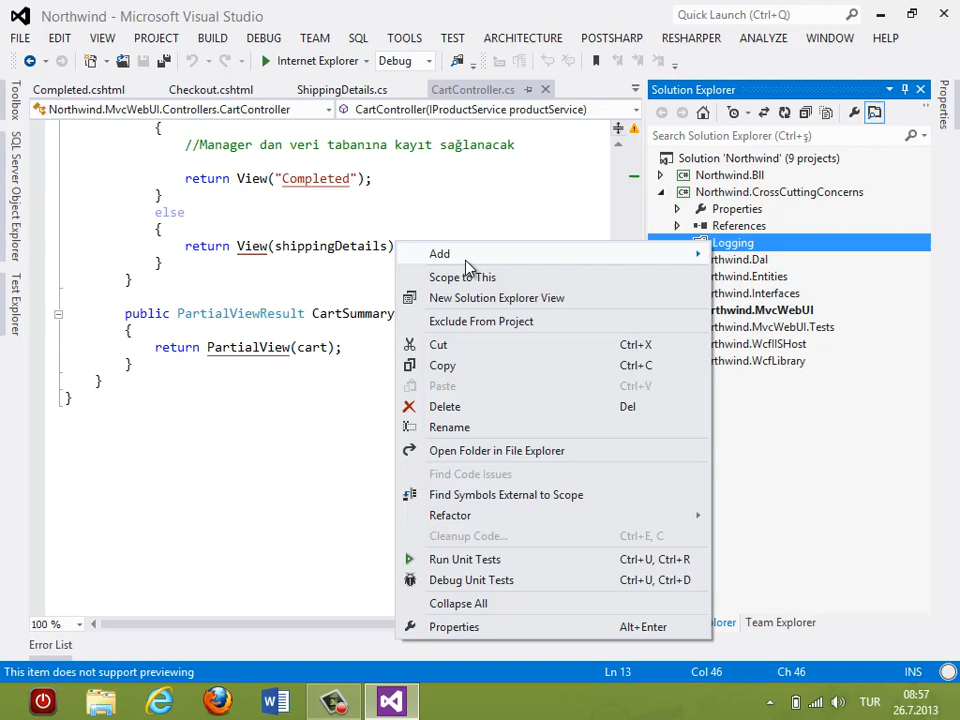 Northwind - Microsoft Visual Studio
Quick Launch (Ctrl+Q)
FILE EDIT VIEW PROJECT BUILD DEBUG TEAM SQL TOOLS TEST ARCHITECTURE POSTSHARP RESHARPER ANALYZE WINDOW HELP
Internet Explorer Debug
Completed.cshtml Checkout.cshtml ShippingDetails.cs CartController.cs
Northwind.MvcWebUI.Controllers.CartController CartController(IProductService productService)
{
//Manager dan veri tabanına kayıt sağlanacak
return View("Completed");
}
else
{
return View(shippingDetails)
}
}
public PartialViewResult CartSummary
{
return PartialView(cart);
}
}
}
100 %
Toolbox
SQL Server Object Explorer
Test Explorer
Add
Scope to This
New Solution Explorer View
Exclude From Project
Cut Ctrl+X
Copy Ctrl+C
Paste Ctrl+V
Delete Del
Rename
Open Folder in File Explorer
Find Code Issues
Find Symbols External to Scope
Refactor
Cleanup Code... Ctrl+E, C
Run Unit Tests Ctrl+U, Ctrl+R
Debug Unit Tests Ctrl+U, Ctrl+D
Collapse All
Properties Alt+Enter
Solution Explorer
Search Solution Explorer (Ctrl+ş)
Solution 'Northwind' (9 projects)
Northwind.Bll
Northwind.CrossCuttingConcerns
Properties
References
Logging
rthwind.Dal
rthwind.Entities
rthwind.Interfaces
rthwind.MvcWebUI
rthwind.MvcWebUI.Tests
rthwind.WcfIISHost
rthwind.WcfLibrary
plorer Team Explorer
Properties
Error List
This item does not support previewing Ln 13 Col 46 Ch 46 INS
TUR
08:57
26.7.2013